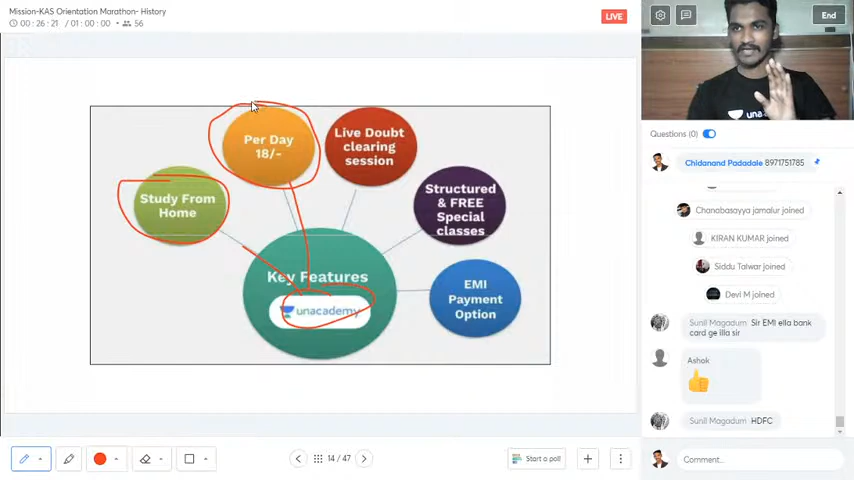 Mission-KAS Orientation Marathon- History
00 : 26 : 21 / 01 : 00 : 00 • 56
LIVE
End
Per Day
18/-
Live Doubt
clearing
session
Study From
Home
Structured
& FREE
Special
classes
Key Features
unacademy
EMI
Payment
Option
una
Questions (0)
Chidanand Padadale 8971751785
Chanabasayya jamalur joined
KIRAN KUMAR joined
Siddu Talwar joined
Devi M joined
Sunil Magadum Sir EMI ella bank
card ge illa sir
Ashok
Sunil Magadum HDFC
14 / 47
Start a poll
Comment...